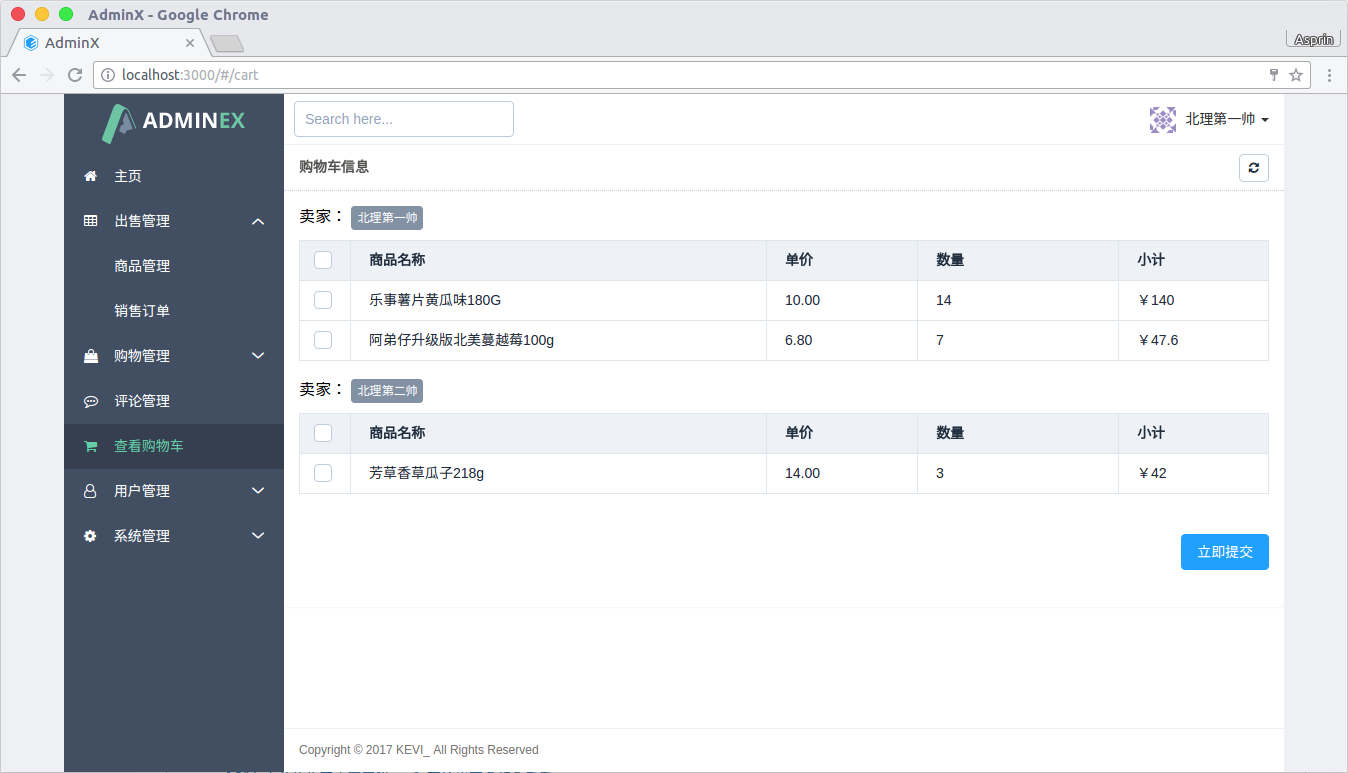 AdminX - Google Chrome
AdminX
Asprin
localhost:3000/#/cart
ADMINEX
Search here...
北理第一帅
主页
购物车信息
出售管理
卖家： 北理第一帅
商品管理
商品名称 单价 数量 小计
销售订单
乐事薯片黄瓜味180G 10.00 14 ￥140
阿弟仔升级版北美蔓越莓100g 6.80 7 ￥47.6
购物管理
卖家： 北理第二帅
评论管理
商品名称 单价 数量 小计
查看购物车
芳草香草瓜子218g 14.00 3 ￥42
用户管理
系统管理
立即提交
Copyright © 2017 KEVI_ All Rights Reserved